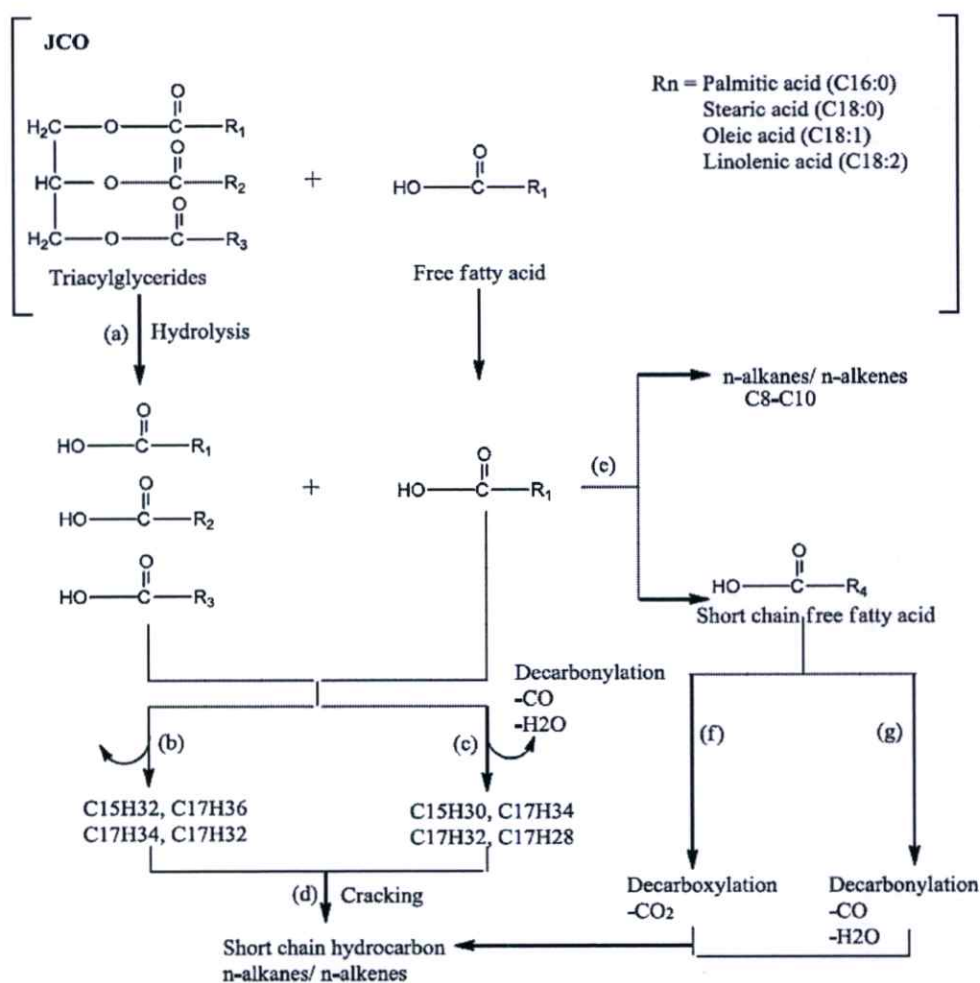 JCO
Rn = Palmitic acid (C16:0)
Stearic acid (C18:0)
Oleic acid (C18:1)
Linolenic acid (C18:2)
O
H2C—O—C—R1
O
HC—O—C—R2
O
H2C—O—C—R3
+
O
HO—C—R1
Triacylglycerides
Free fatty acid
(a) Hydrolysis
n-alkanes/ n-alkenes
C8-C10
O
HO—C—R1
O
HO—C—R2
O
HO—C—R3
+
O
HO—C—R1
(e)
O
HO—C—R4
Short chain free fatty acid
Decarbonylation
-CO
-H2O
(b)
(c)
(f)
(g)
C15H32, C17H36
C17H34, C17H32
C15H30, C17H34
C17H32, C17H28
(d) Cracking
Decarboxylation
-CO2
Decarbonylation
-CO
-H2O
Short chain hydrocarbon
n-alkanes/ n-alkenes